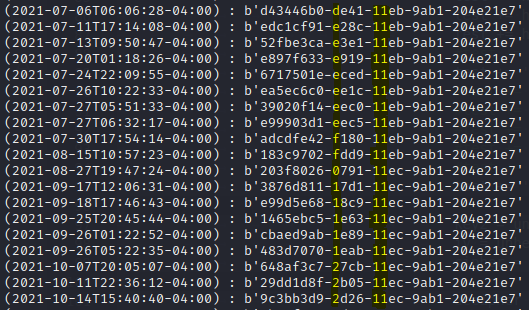 (2021-07-06T06:06:28-04:00) : b'd43446b0-de41-11eb-9ab1-204e21e7'
(2021-07-11T17:14:08-04:00) : b'edc1cf91-e28c-11eb-9ab1-204e21e7'
(2021-07-13T09:50:47-04:00) : b'52fbe3ca-e3e1-11eb-9ab1-204e21e7'
(2021-07-20T01:18:26-04:00) : b'e897f633-e919-11eb-9ab1-204e21e7'
(2021-07-24T22:09:55-04:00) : b'6717501e-eced-11eb-9ab1-204e21e7'
(2021-07-26T10:22:33-04:00) : b'ea5ec6c0-ee1c-11eb-9ab1-204e21e7'
(2021-07-27T05:51:33-04:00) : b'39020f14-eec0-11eb-9ab1-204e21e7'
(2021-07-27T06:32:17-04:00) : b'e99903d1-eec5-11eb-9ab1-204e21e7'
(2021-07-30T17:54:14-04:00) : b'adcdfe42-f180-11eb-9ab1-204e21e7'
(2021-08-15T10:57:23-04:00) : b'183c9702-fdd9-11eb-9ab1-204e21e7'
(2021-08-27T19:47:24-04:00) : b'203f8026-0791-11ec-9ab1-204e21e7'
(2021-09-17T12:06:31-04:00) : b'3876d811-17d1-11ec-9ab1-204e21e7'
(2021-09-18T17:46:43-04:00) : b'e99d5e68-18c9-11ec-9ab1-204e21e7'
(2021-09-25T20:45:44-04:00) : b'1465ebc5-1e63-11ec-9ab1-204e21e7'
(2021-09-26T01:22:52-04:00) : b'cbaed9ab-1e89-11ec-9ab1-204e21e7'
(2021-09-26T05:22:35-04:00) : b'483d7070-1eab-11ec-9ab1-204e21e7'
(2021-10-07T20:05:07-04:00) : b'648af3c7-27cb-11ec-9ab1-204e21e7'
(2021-10-11T22:36:12-04:00) : b'29dd1d8f-2b05-11ec-9ab1-204e21e7'
(2021-10-14T15:40:40-04:00) : b'9c3bb3d9-2d26-11ec-9ab1-204e21e7'